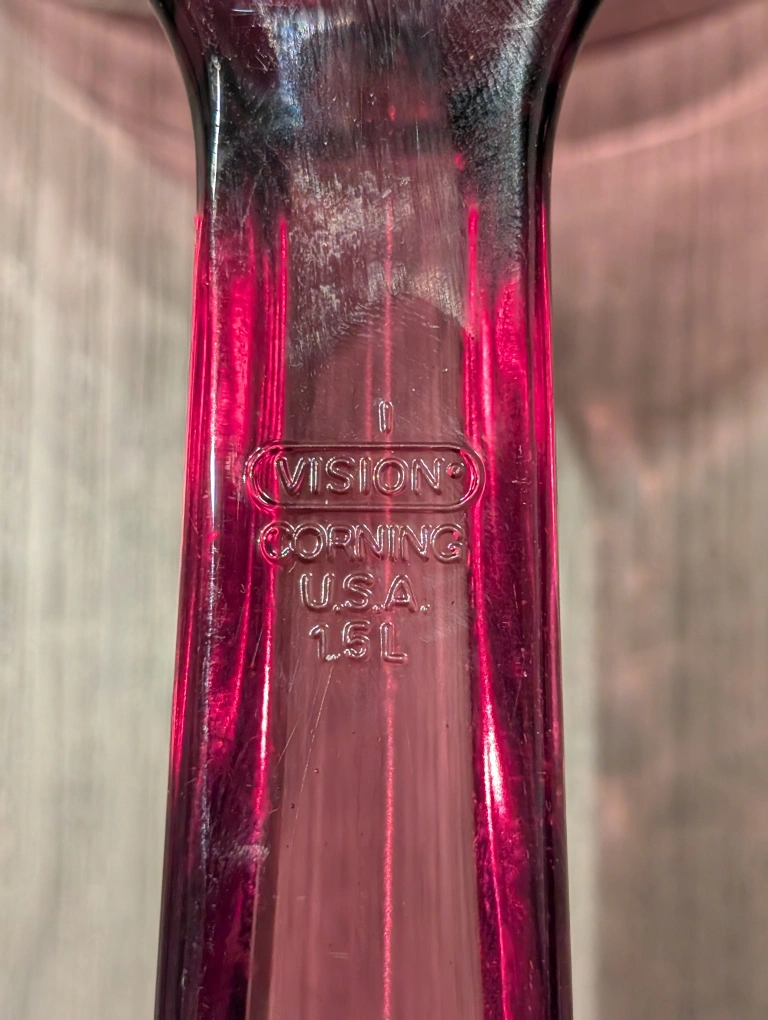 1
VISION®
CORNING
U.S.A.
1.5 L